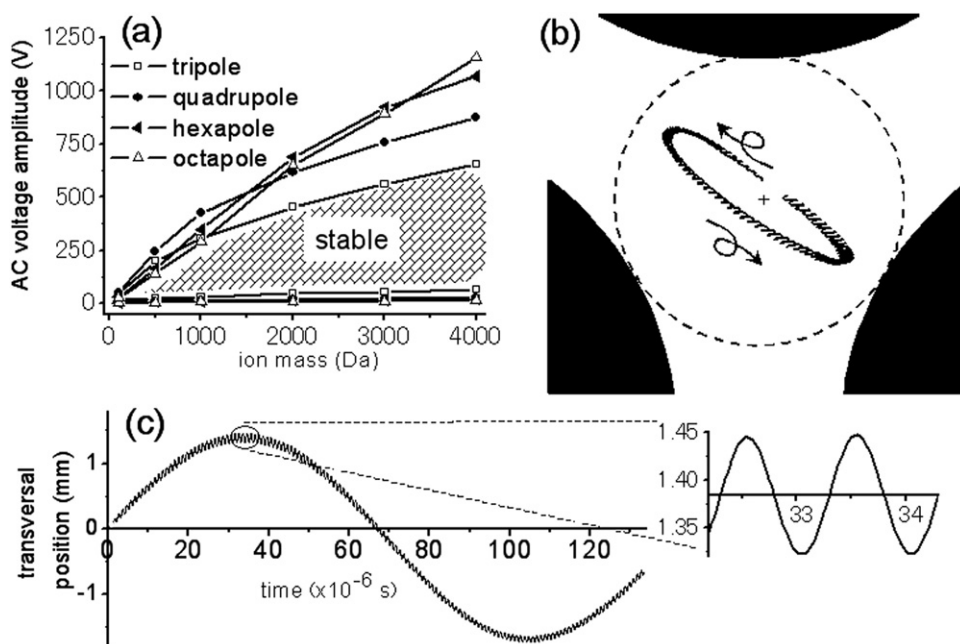 (a)
1250
1000
750
500
250
0
AC voltage amplitude (V)
tripole
quadrupole
hexapole
octapole
stable
0 1000 2000 3000 4000
ion mass (Da)
(b)
+
(c)
1
0
-1
transversal
position (mm)
0 20 40 60 80 100 120
time (x10⁻⁶ s)
1.45
1.40
1.35
33 34